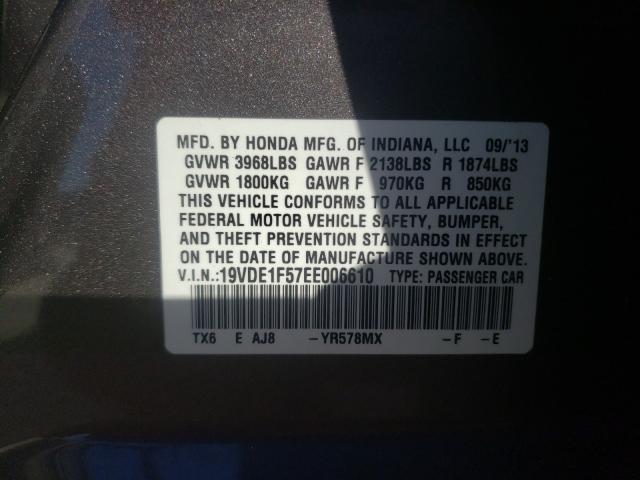 MFD. BY HONDA MFG. OF INDIANA, LLC 09/'13
GVWR 3968LBS GAWR F 2138LBS R 1874LBS
GVWR 1800KG GAWR F 970KG R 850KG
THIS VEHICLE CONFORMS TO ALL APPLICABLE
FEDERAL MOTOR VEHICLE SAFETY, BUMPER,
AND THEFT PREVENTION STANDARDS IN EFFECT
ON THE DATE OF MANUFACTURE SHOWN ABOVE.
V.I.N.:19VDE1F57EE006610 TYPE: PASSENGER CAR
TX6 E AJ8 -YR578MX -F -E